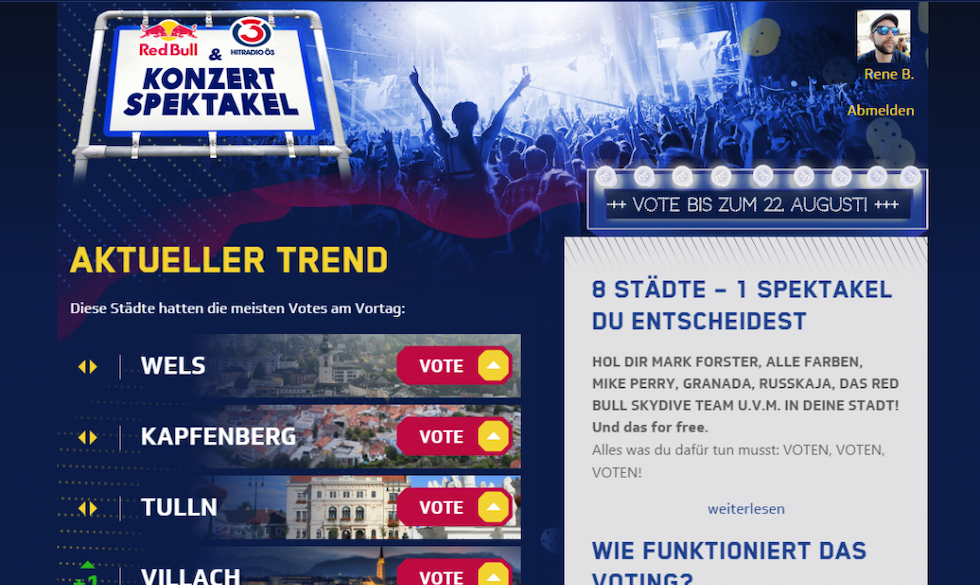 Red Bull
&
3
HITRADIO Ö3
KONZERT
SPEKTAKEL
Rene B.
Abmelden
+++ VOTE BIS ZUM 22. AUGUST! +++
AKTUELLER TREND
Diese Städte hatten die meisten Votes am Vortag:
WELS
VOTE
KAPFENBERG
VOTE
TULLN
VOTE
+1
VILLACH
VOTE
8 STÄDTE – 1 SPEKTAKEL
DU ENTSCHEIDEST
HOL DIR MARK FORSTER, ALLE FARBEN,
MIKE PERRY, GRANADA, RUSSKAJA, DAS RED
BULL SKYDIVE TEAM U.V.M. IN DEINE STADT!
Und das for free.
Alles was du dafür tun musst: VOTEN, VOTEN,
VOTEN!
weiterlesen
WIE FUNKTIONIERT DAS
VOTING?